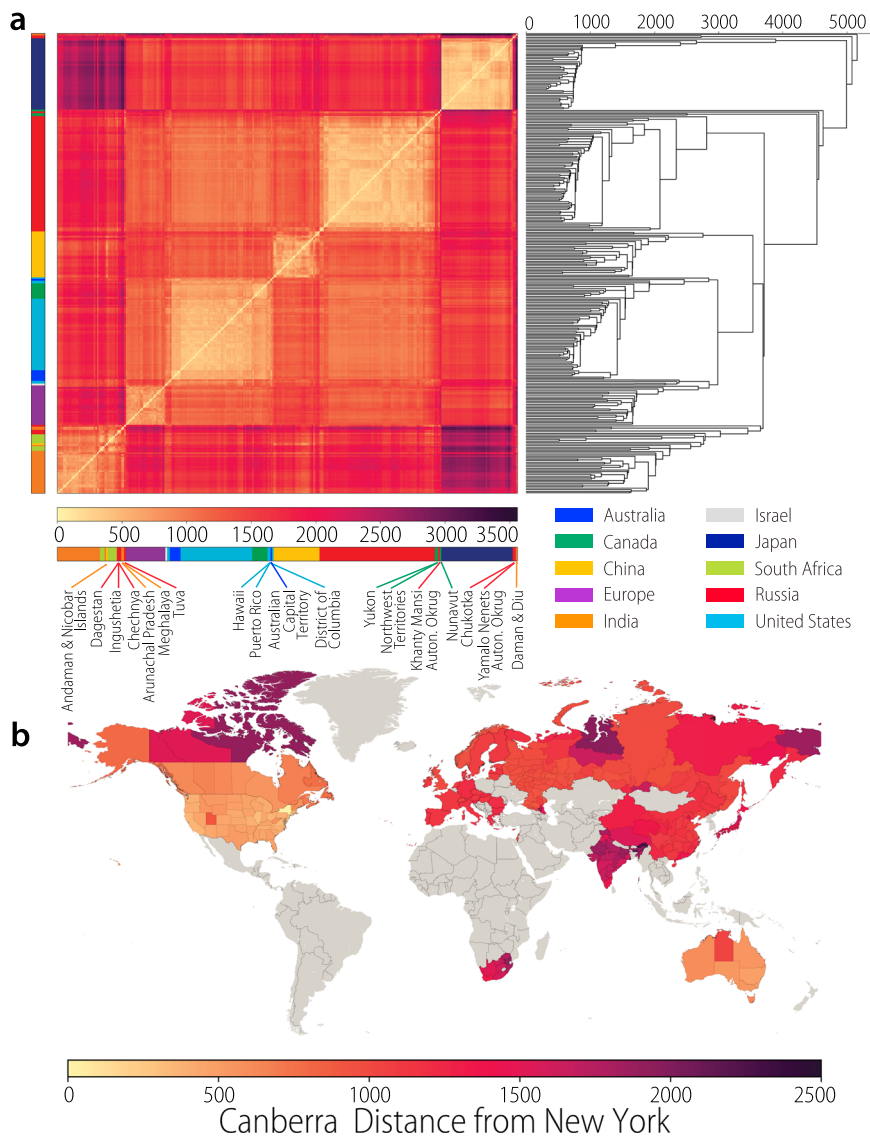 a
0 1000 2000 3000 4000 5000
0 500 1000 1500 2000 2500 3000 3500
Andaman & Nicobar
Islands
Dagestan
Ingushetia
Chechnya
Arunachal Pradesh
Meghalaya
Tuva
Hawaii
Puerto Rico
Australian
Capital
Territory
District of
Columbia
Yukon
Northwest
Territories
Khanty Mansi
Auton. Okrug
Nunavut
Chukotka
Yamalo Nenets
Auton. Okrug
Daman & Diu
Australia
Canada
China
Europe
India
Israel
Japan
South Africa
Russia
United States
b
0 500 1000 1500 2000 2500
Canberra Distance from New York